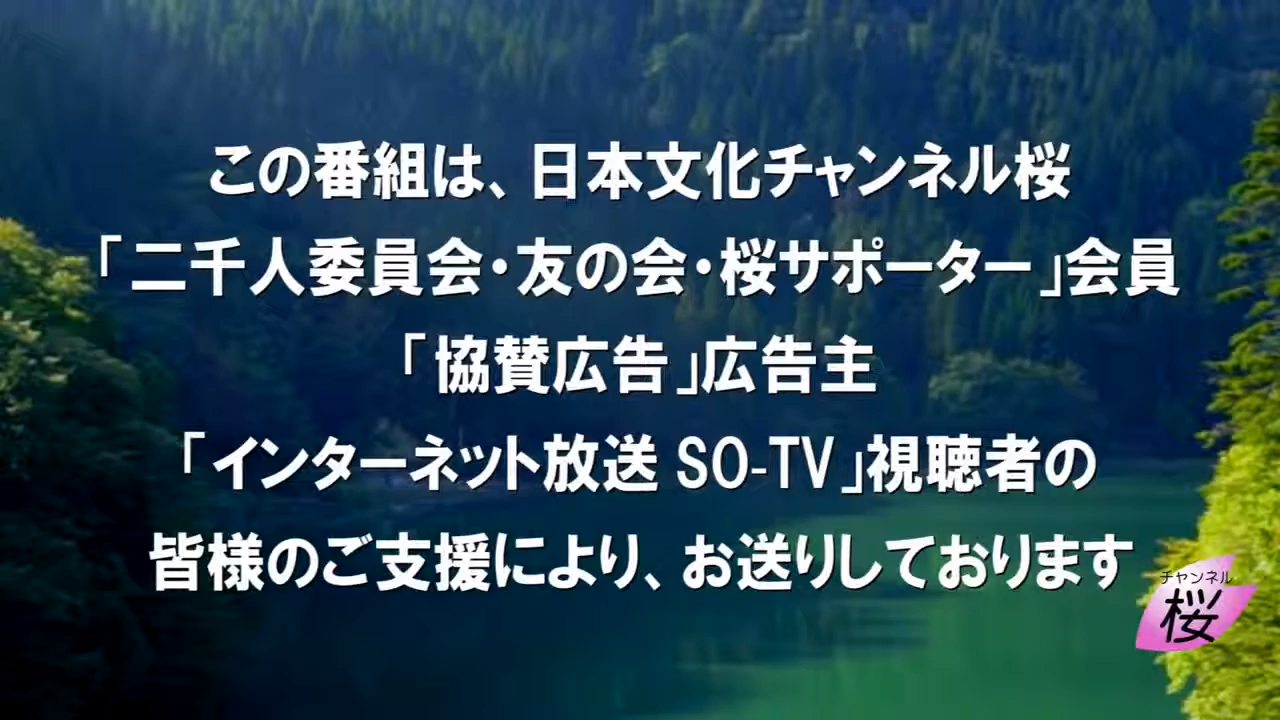 この番組は、日本文化チャンネル桜
「二千人委員会・友の会・桜サポーター」会員
「協賛広告」広告主
「インターネット放送 SO-TV」視聴者の
皆様のご支援により、お送りしております
チャンネル
桜